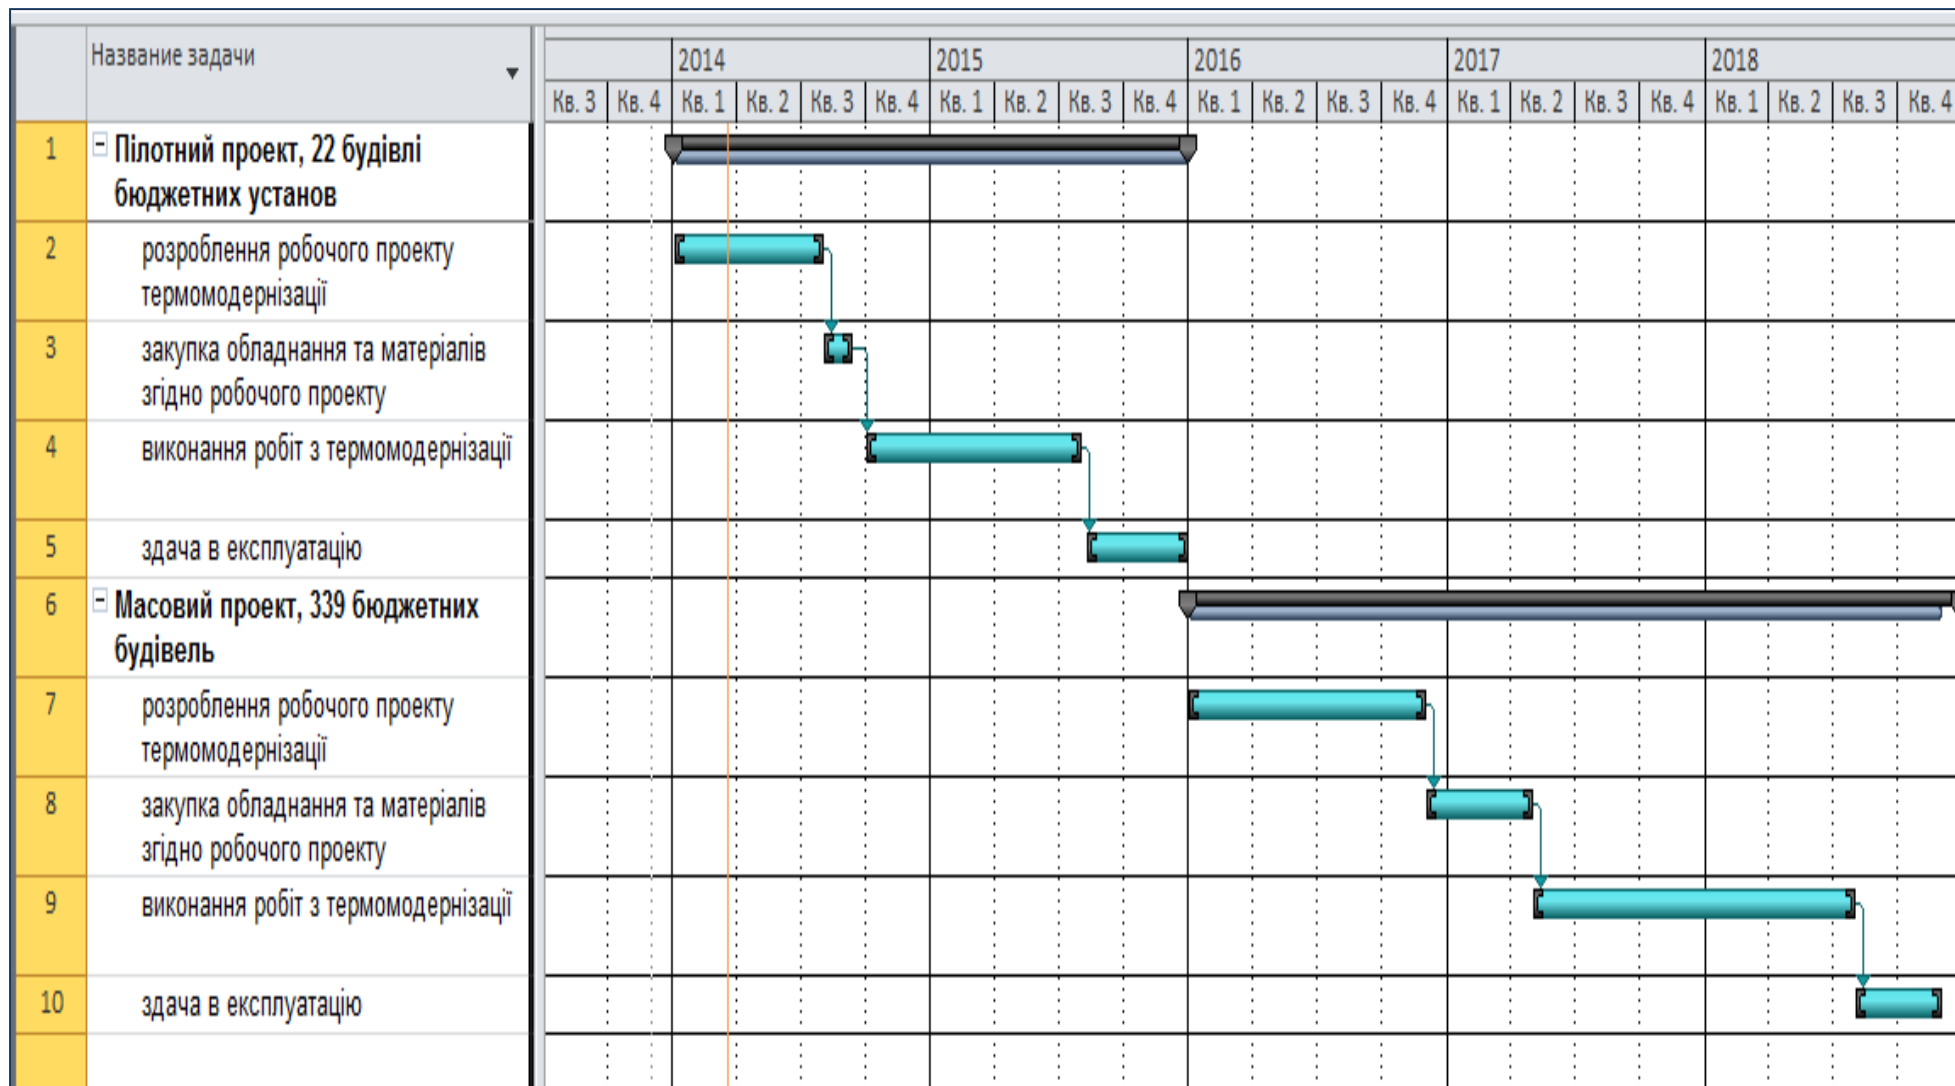 Название задачи
2014 2015 2016 2017 2018
Кв. 3 Кв. 4 Кв. 1 Кв. 2 Кв. 3 Кв. 4 Кв. 1 Кв. 2 Кв. 3 Кв. 4 Кв. 1 Кв. 2 Кв. 3 Кв. 4 Кв. 1 Кв. 2 Кв. 3 Кв. 4 Кв. 1 Кв. 2 Кв. 3 Кв. 4
1 Пілотний проект, 22 будівлі
бюджетних установ
2 розроблення робочого проекту
термомодернізації
3 закупка обладнання та матеріалів
згідно робочого проекту
4 виконання робіт з термомодернізації
5 здача в експлуатацію
6 Масовий проект, 339 бюджетних
будівель
7 розроблення робочого проекту
термомодернізації
8 закупка обладнання та матеріалів
згідно робочого проекту
9 виконання робіт з термомодернізації
10 здача в експлуатацію